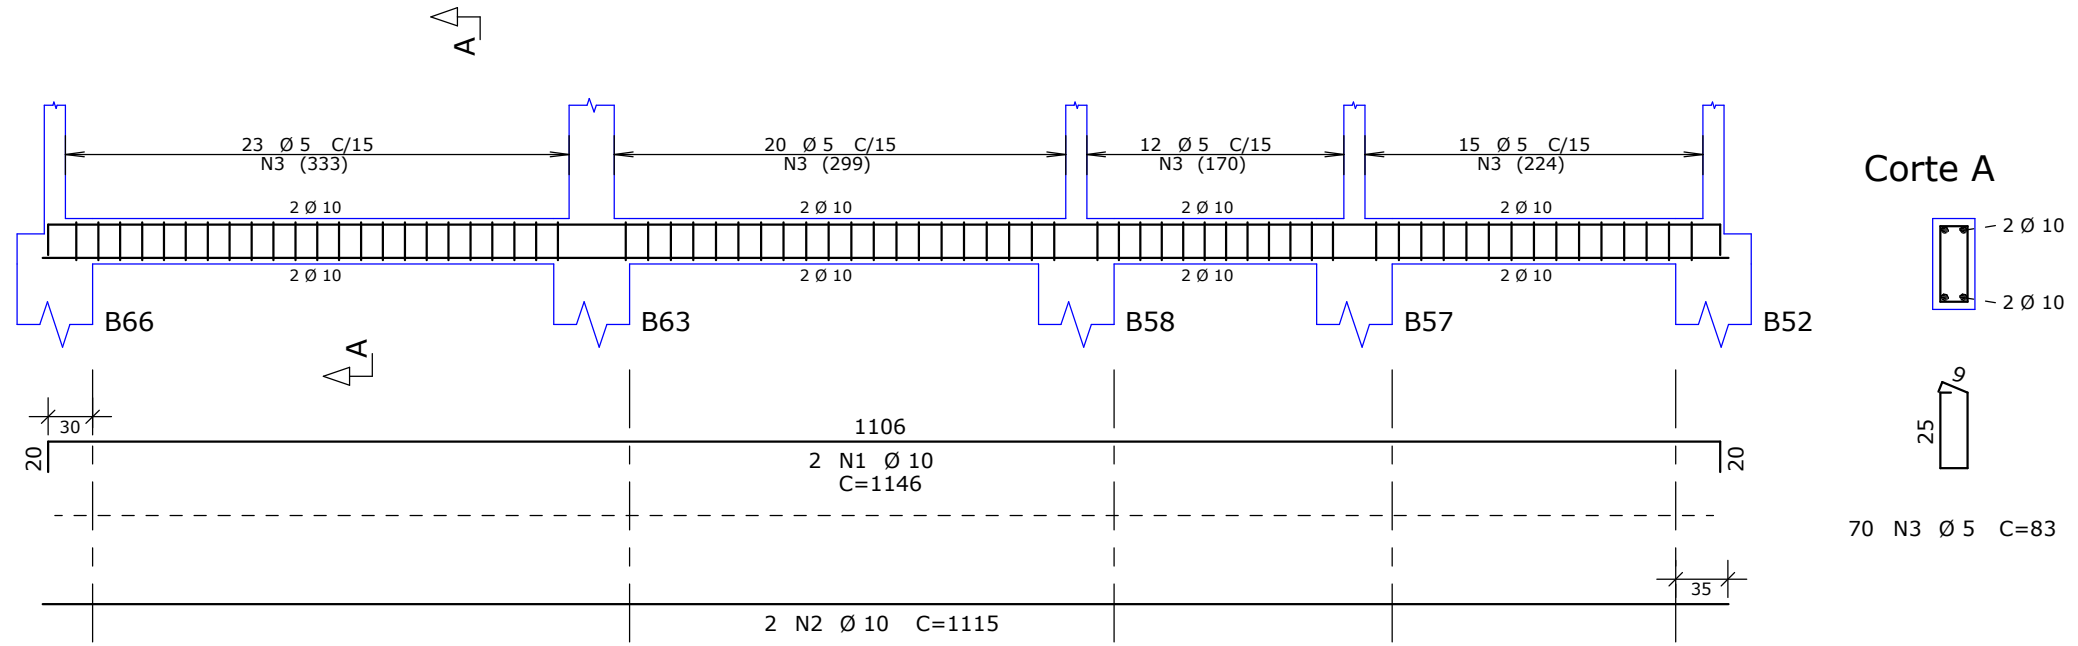 A
23 Ø 5 C/15
N3 (333)
20 Ø 5 C/15
N3 (299)
12 Ø 5 C/15
N3 (170)
15 Ø 5 C/15
N3 (224)
Corte A
2 Ø 10
2 Ø 10
2 Ø 10
2 Ø 10
2 Ø 10
2 Ø 10
2 Ø 10
2 Ø 10
2 Ø 10
2 Ø 10
B66
B63
B58
B57
B52
A
9
25
30
1106
20
20
2 N1 Ø 10
C=1146
70 N3 Ø 5 C=83
35
2 N2 Ø 10 C=1115